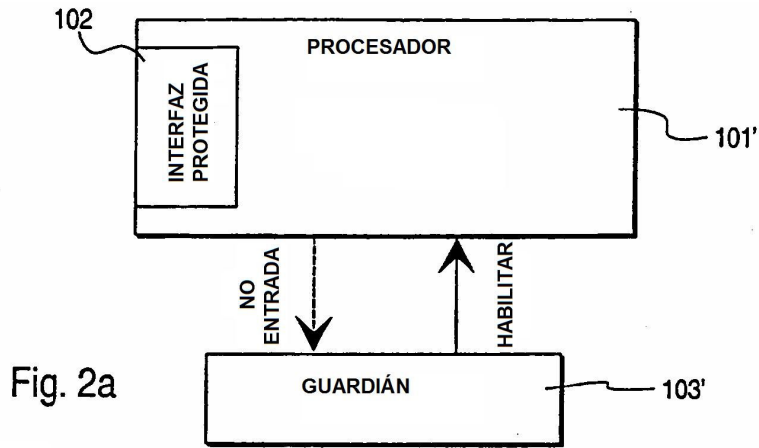 102
PROCESADOR
INTERFAZ
PROTEGIDA
101'
NO
ENTRADA
HABILITAR
Fig. 2a
GUARDIÁN
103'